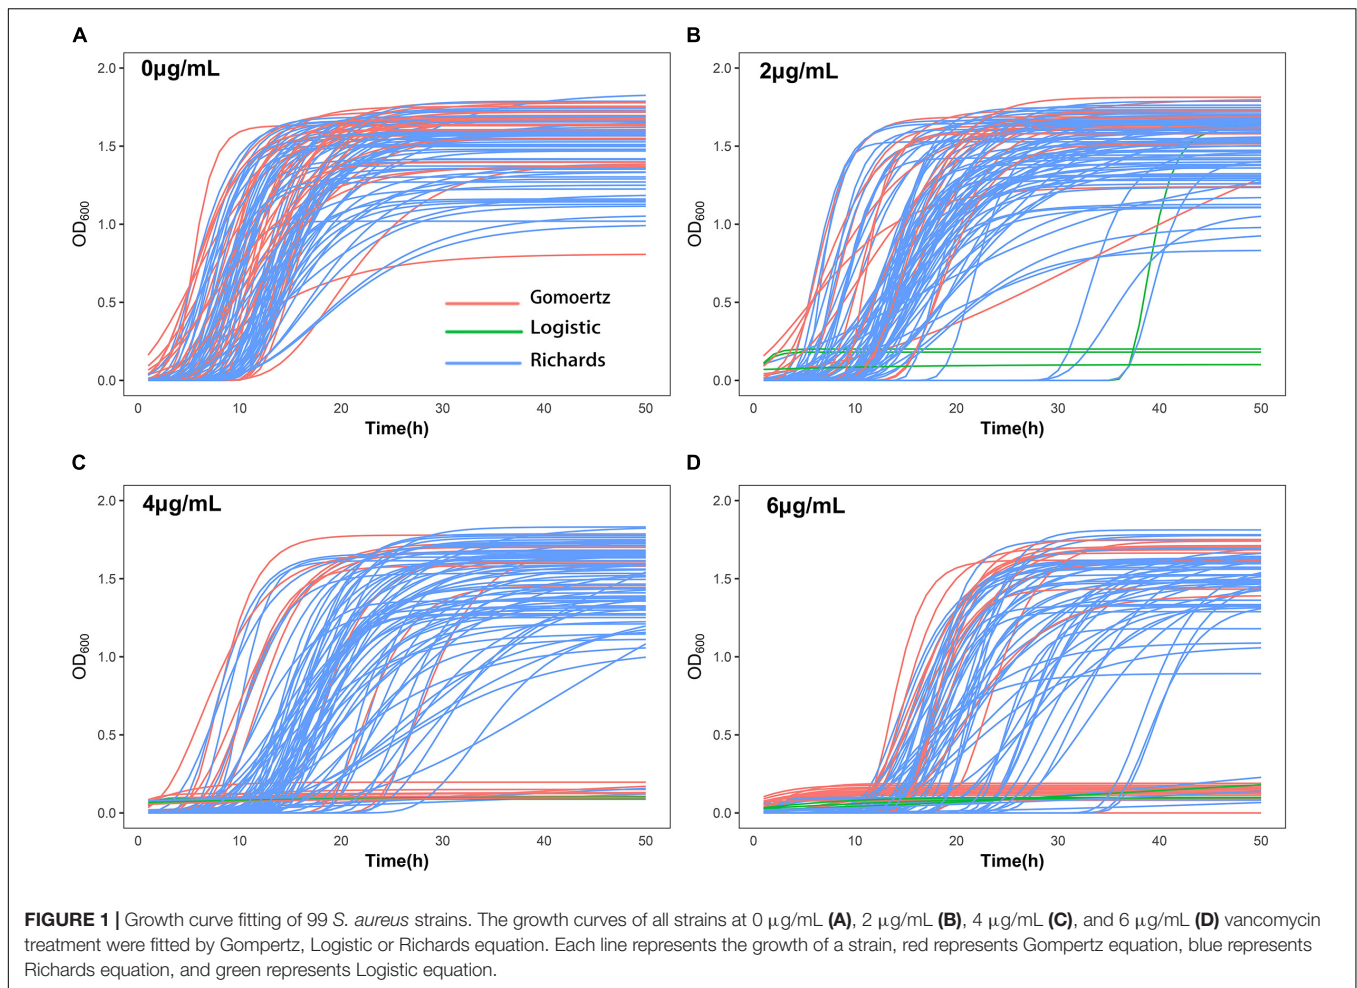 A
0μg/mL
2.0
1.5
1.0
0.5
0.0
OD600
Gomoertz
Logistic
Richards
0 10 20 30 40 50
Time(h)
B
2μg/mL
2.0
1.5
1.0
0.5
0.0
OD600
0 10 20 30 40 50
Time(h)
C
4μg/mL
2.0
1.5
1.0
0.5
0.0
OD600
0 10 20 30 40 50
Time(h)
D
6μg/mL
2.0
1.5
1.0
0.5
0.0
OD600
0 10 20 30 40 50
Time(h)
FIGURE 1 | Growth curve fitting of 99 S. aureus strains. The growth curves of all strains at 0 μg/mL (A), 2 μg/mL (B), 4 μg/mL (C), and 6 μg/mL (D) vancomycin
treatment were fitted by Gompertz, Logistic or Richards equation. Each line represents the growth of a strain, red represents Gompertz equation, blue represents
Richards equation, and green represents Logistic equation.